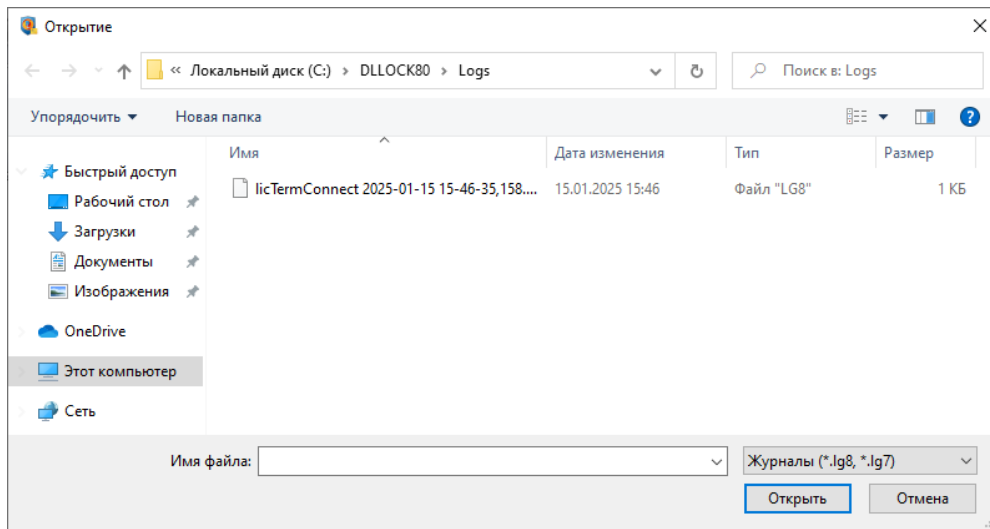 Открытие
« Локальный диск (C:) › DLLOCK80 › Logs
Поиск в: Logs
Упорядочить
Новая папка
Имя Дата изменения Тип Размер
licTermConnect 2025-01-15 15-46-35,158.... 15.01.2025 15:46 Файл "LG8" 1 КБ
Быстрый доступ
Рабочий стол
Загрузки
Документы
Изображения
OneDrive
Этот компьютер
Сеть
Имя файла:
Журналы (*.lg8, *.lg7)
Открыть Отмена